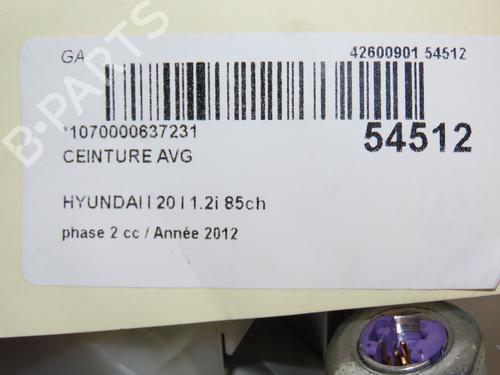 GA
42600901 54512
*1070000637231
54512
CEINTURE AVG
HYUNDAI I 20 I 1.2i 85ch
phase 2 cc / Année 2012
B-PARTS